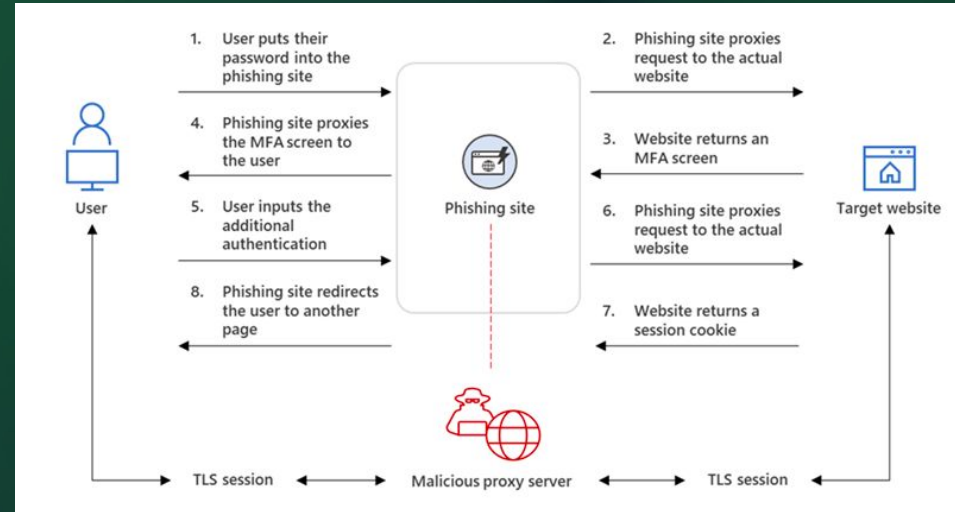 1. User puts their
password into the
phishing site
2. Phishing site proxies
request to the actual
website
4. Phishing site proxies
the MFA screen to
the user
3. Website returns an
MFA screen
User
Phishing site
Target website
5. User inputs the
additional
authentication
6. Phishing site proxies
request to the actual
website
8. Phishing site redirects
the user to another
page
7. Website returns a
session cookie
TLS session
Malicious proxy server
TLS session